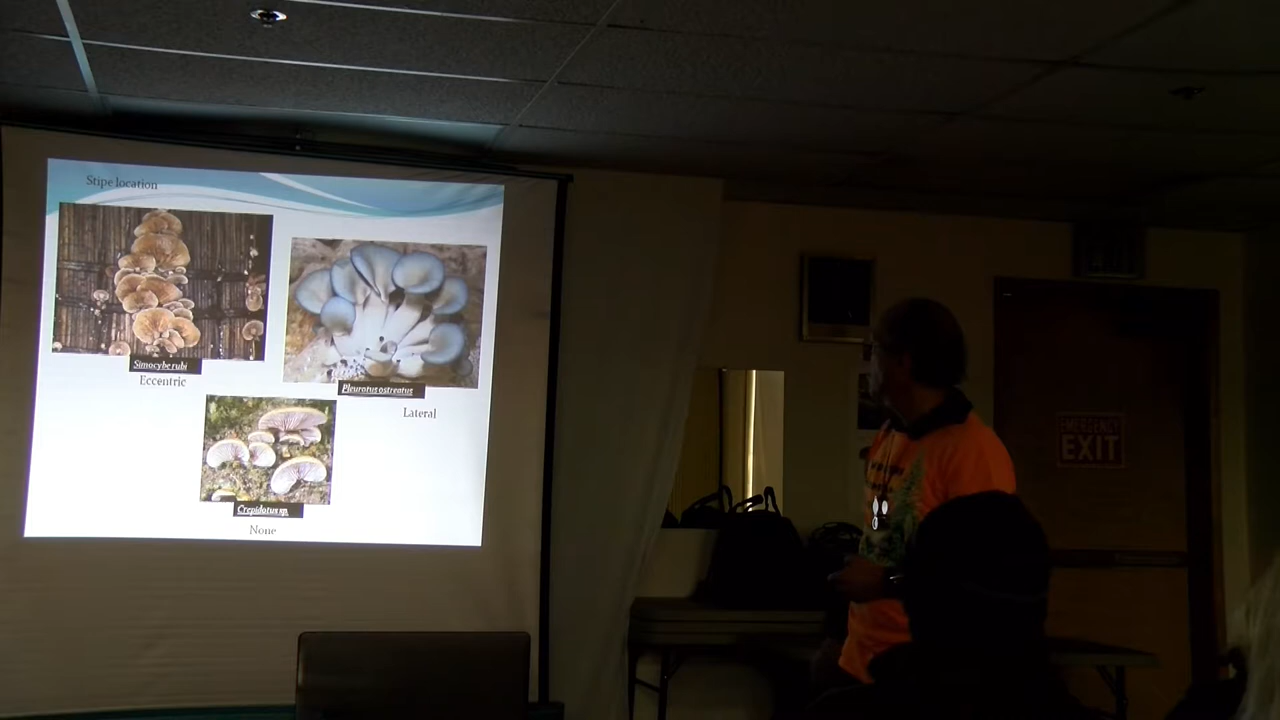 Stipe location
Simocybe rubi
Eccentric
Pleurotus ostreatus
Lateral
Crepidotus sp.
None
EMERGENCY
EXIT